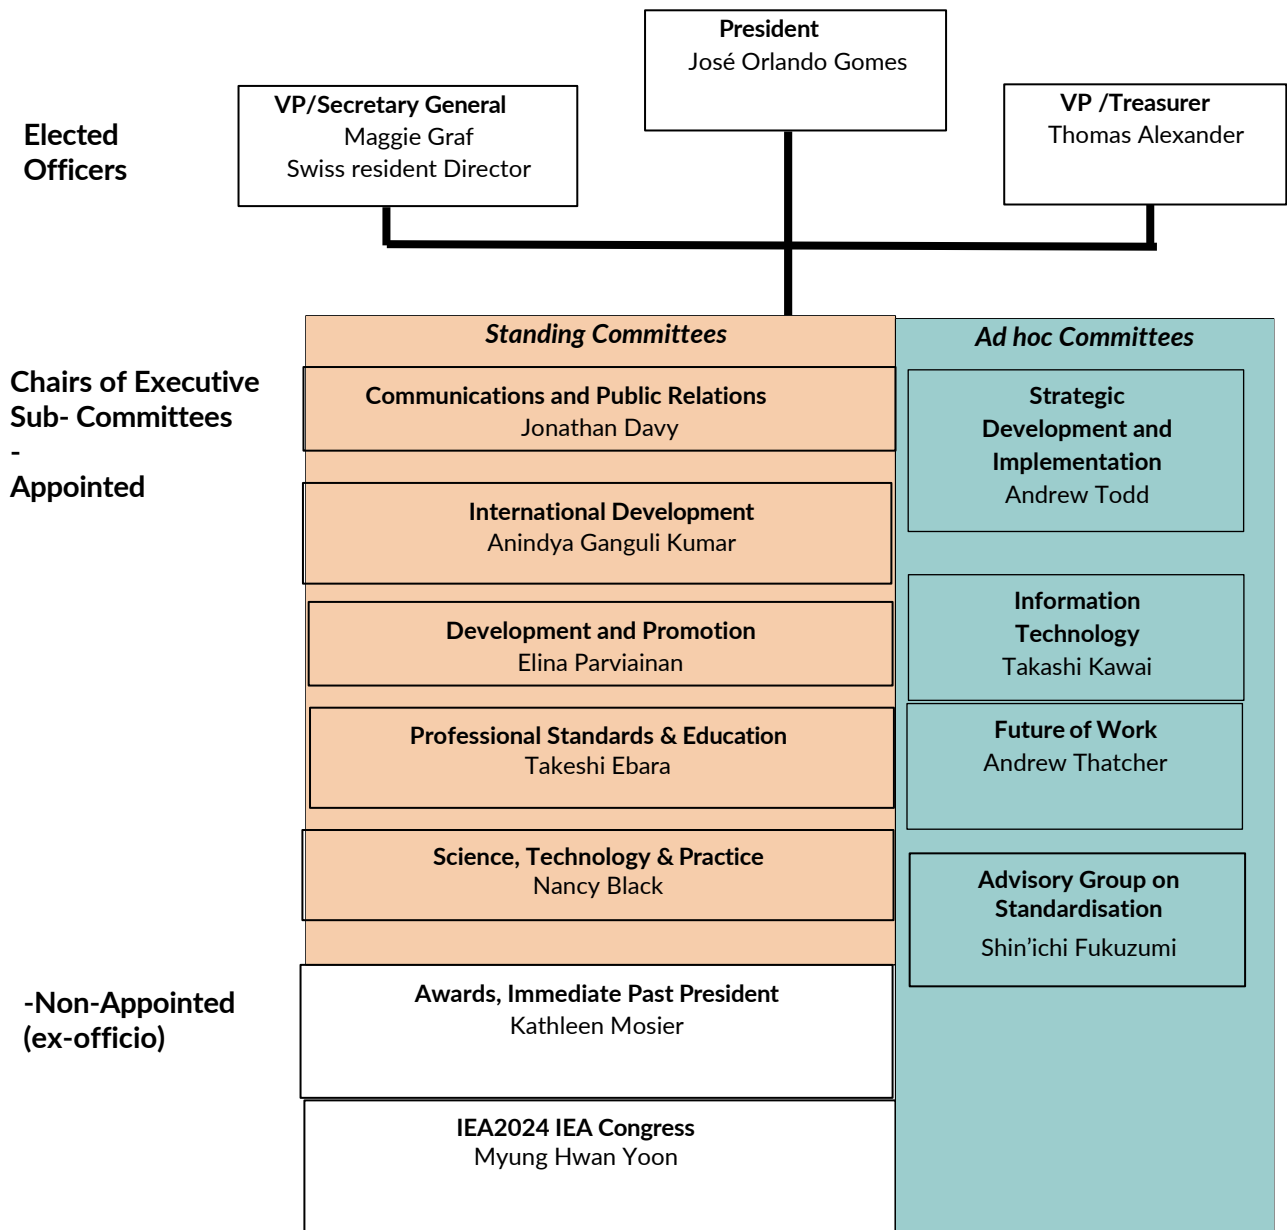 President
José Orlando Gomes
VP/Secretary General
Maggie Graf
Swiss resident Director
VP /Treasurer
Thomas Alexander
Elected
Officers
Standing Committees
Ad hoc Committees
Chairs of Executive
Sub- Committees
-
Appointed
Communications and Public Relations
Jonathan Davy
International Development
Anindya Ganguli Kumar
Development and Promotion
Elina Parviainan
Professional Standards & Education
Takeshi Ebara
Science, Technology & Practice
Nancy Black
Strategic
Development and
Implementation
Andrew Todd
Information
Technology
Takashi Kawai
Future of Work
Andrew Thatcher
Advisory Group on
Standardisation
Shin’ichi Fukuzumi
-Non-Appointed
(ex-officio)
Awards, Immediate Past President
Kathleen Mosier
IEA2024 IEA Congress
Myung Hwan Yoon